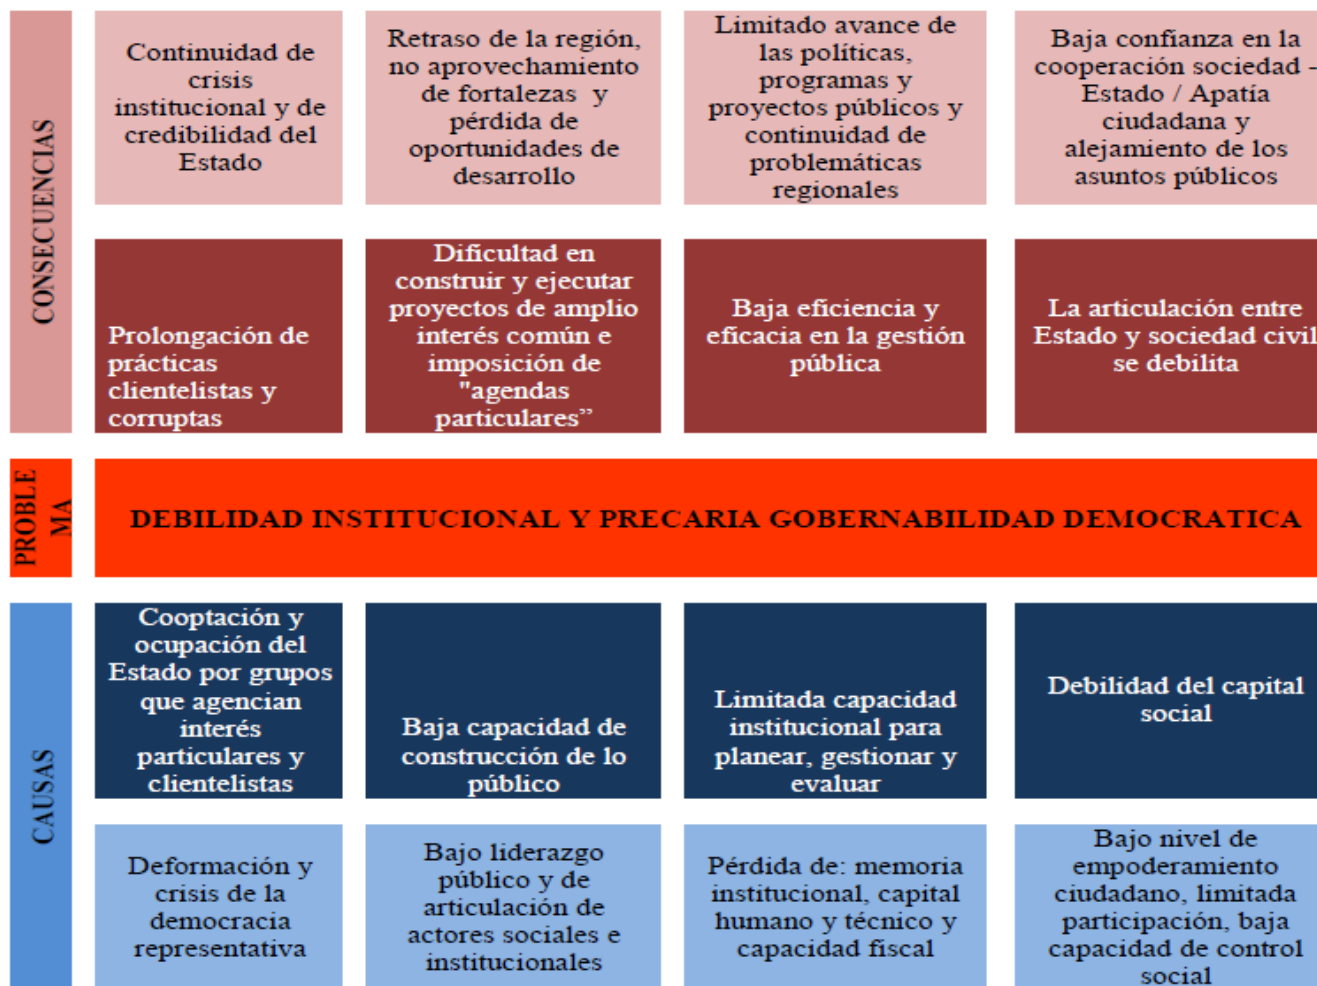 CONSECUENCIAS
Continuidad de
crisis
institucional y de
credibilidad del
Estado
Retraso de la región,
no aprovechamiento
de fortalezas y
pérdida de
oportunidades de
desarrollo
Limitado avance de
las políticas,
programas y
proyectos públicos y
continuidad de
problemáticas
regionales
Baja confianza en la
cooperación sociedad -
Estado / Apatía
ciudadana y
alejamiento de los
asuntos públicos
Prolongación de
prácticas
clientelistas y
corruptas
Dificultad en
construir y ejecutar
proyectos de amplio
interés común e
imposición de
"agendas
particulares”
Baja eficiencia y
eficacia en la gestión
pública
La articulación entre
Estado y sociedad civil
se debilita
PROBLE
MA
DEBILIDAD INSTITUCIONAL Y PRECARIA GOBERNABILIDAD DEMOCRATICA
CAUSAS
Cooptación y
ocupación del
Estado por grupos
que agencian
interés
particulares y
clientelistas
Baja capacidad de
construcción de lo
público
Limitada capacidad
institucional para
planear, gestionar y
evaluar
Debilidad del capital
social
Deformación y
crisis de la
democracia
representativa
Bajo liderazgo
público y de
articulación de
actores sociales e
institucionales
Pérdida de: memoria
institucional, capital
humano y técnico y
capacidad fiscal
Bajo nivel de
empoderamiento
ciudadano, limitada
participación, baja
capacidad de control
social